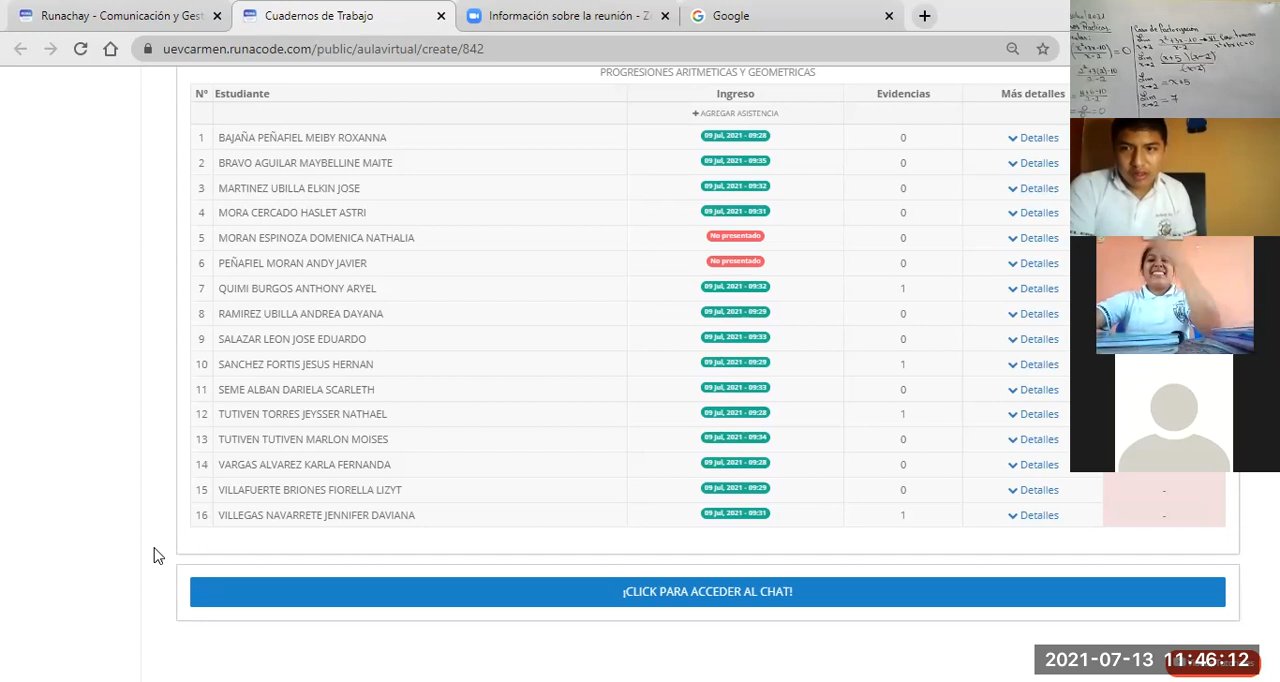 Runachay - Comunicación y Gest
Cuadernos de Trabajo
Información sobre la reunión - Zo
Google
uevcarmen.runacode.com/public/aulavirtual/create/842
PROGRESIONES ARITMETICAS Y GEOMETRICAS
Nº Estudiante Ingreso Evidencias Más detalles
+ AGREGAR ASISTENCIA
1 BAJAÑA PEÑAFIEL MEIBY ROXANNA 09 Jul, 2021 - 09:28 0 Detalles
2 BRAVO AGUILAR MAYBELLINE MAITE 09 Jul, 2021 - 09:35 0 Detalles
3 MARTINEZ UBILLA ELKIN JOSE 09 Jul, 2021 - 09:32 0 Detalles
4 MORA CERCADO HASLET ASTRI 09 Jul, 2021 - 09:31 0 Detalles
5 MORAN ESPINOZA DOMENICA NATHALIA No presentado 0 Detalles
6 PEÑAFIEL MORAN ANDY JAVIER No presentado 0 Detalles
7 QUIMI BURGOS ANTHONY ARYEL 09 Jul, 2021 - 09:32 1 Detalles
8 RAMIREZ UBILLA ANDREA DAYANA 09 Jul, 2021 - 09:29 0 Detalles
9 SALAZAR LEON JOSE EDUARDO 09 Jul, 2021 - 09:33 0 Detalles
10 SANCHEZ FORTIS JESUS HERNAN 09 Jul, 2021 - 09:29 1 Detalles
11 SEME ALBAN DARIELA SCARLETH 09 Jul, 2021 - 09:33 0 Detalles
12 TUTIVEN TORRES JEYSSER NATHAEL 09 Jul, 2021 - 09:28 1 Detalles
13 TUTIVEN TUTIVEN MARLON MOISES 09 Jul, 2021 - 09:34 0 Detalles
14 VARGAS ALVAREZ KARLA FERNANDA 09 Jul, 2021 - 09:28 0 Detalles
15 VILLAFUERTE BRIONES FIORELLA LIZYT 09 Jul, 2021 - 09:29 0 Detalles -
16 VILLEGAS NAVARRETE JENNIFER DAVIANA 09 Jul, 2021 - 09:31 1 Detalles -
¡CLICK PARA ACCEDER AL CHAT!
Caso de Factorización
(x+5)(x-2)
(x-2)
= x+5
= 7
2021-07-13 11:46:12